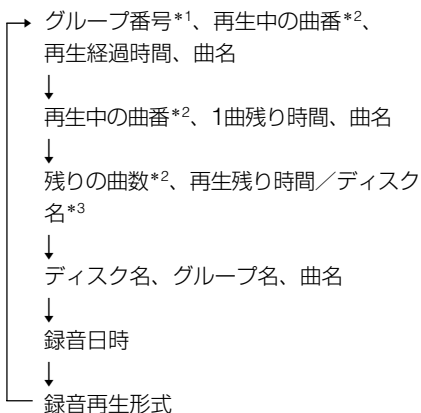 グループ番号*1、再生中の曲番*2、
再生経過時間、曲名
↓
再生中の曲番*2、1曲残り時間、曲名
↓
残りの曲数*2、再生残り時間／ディスク
名*3
↓
ディスク名、グループ名、曲名
↓
録音日時
↓
録音再生形式